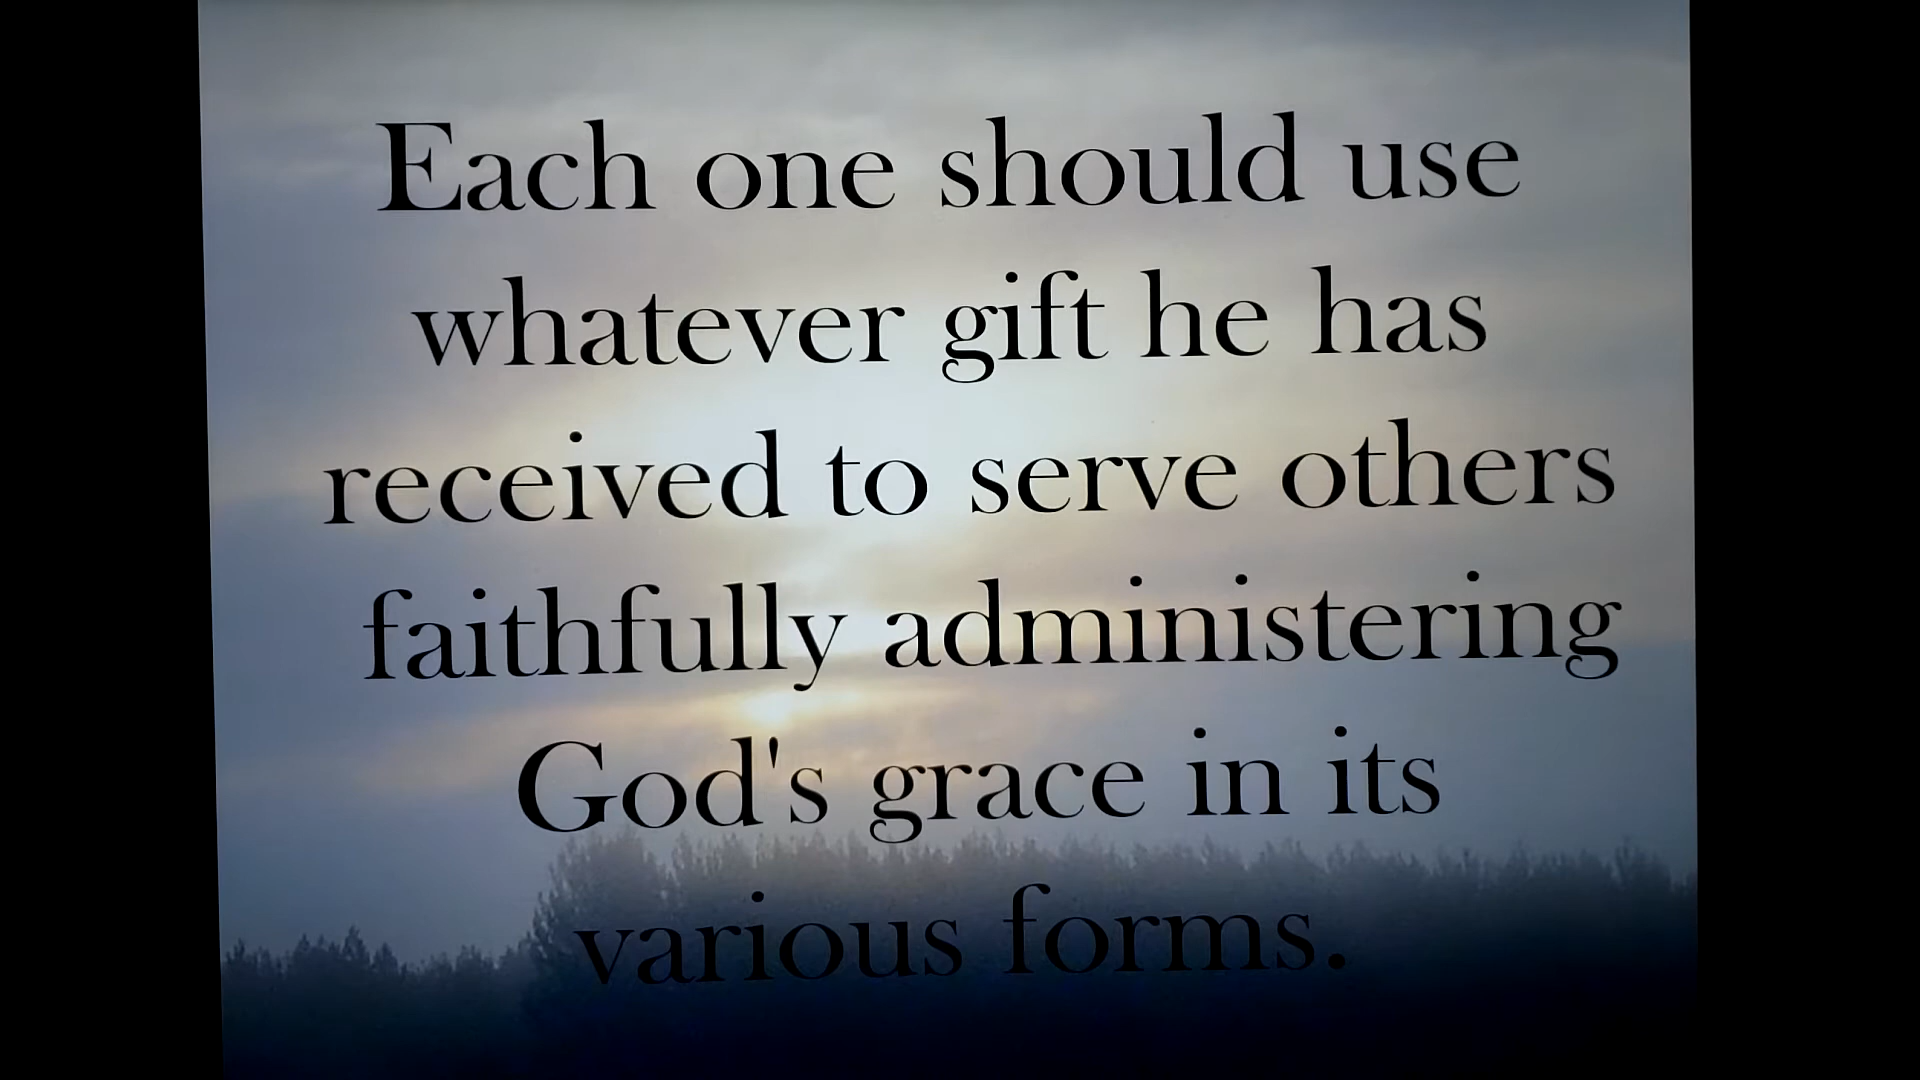 Each one should use
whatever gift he has
received to serve others
faithfully administering
God's grace in its
various forms.